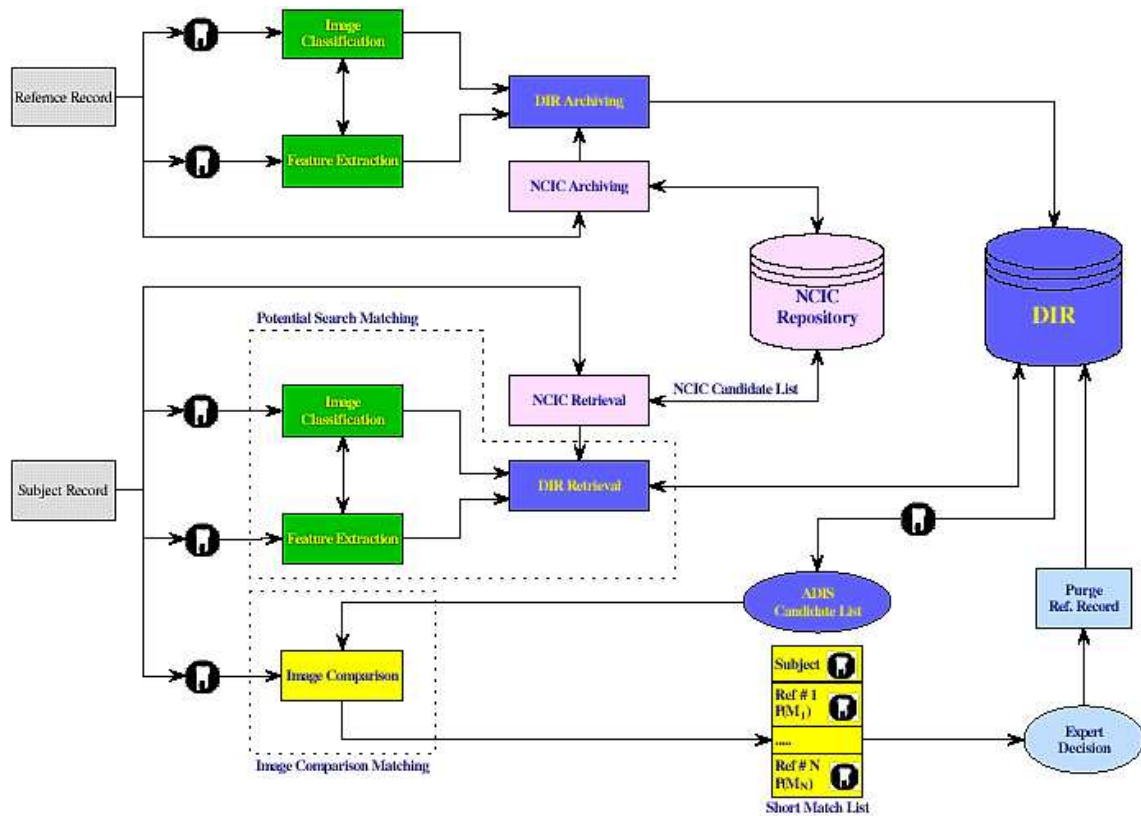 Image
Classification
Refernce Record
DIR Archiving
Feature Extraction
NCIC Archiving
NCIC
Repository
DIR
Potential Search Matching
NCIC Candidate List
NCIC Retrieval
Image
Classification
Subject Record
DIR Retrieval
Feature Extraction
ADIS
Candidate List
Purge
Ref. Record
Image Comparison
Subject
Ref # 1
P(M1)
.....
Ref # N
P(MN)
Expert
Decision
Image Comparison Matching
Short Match List